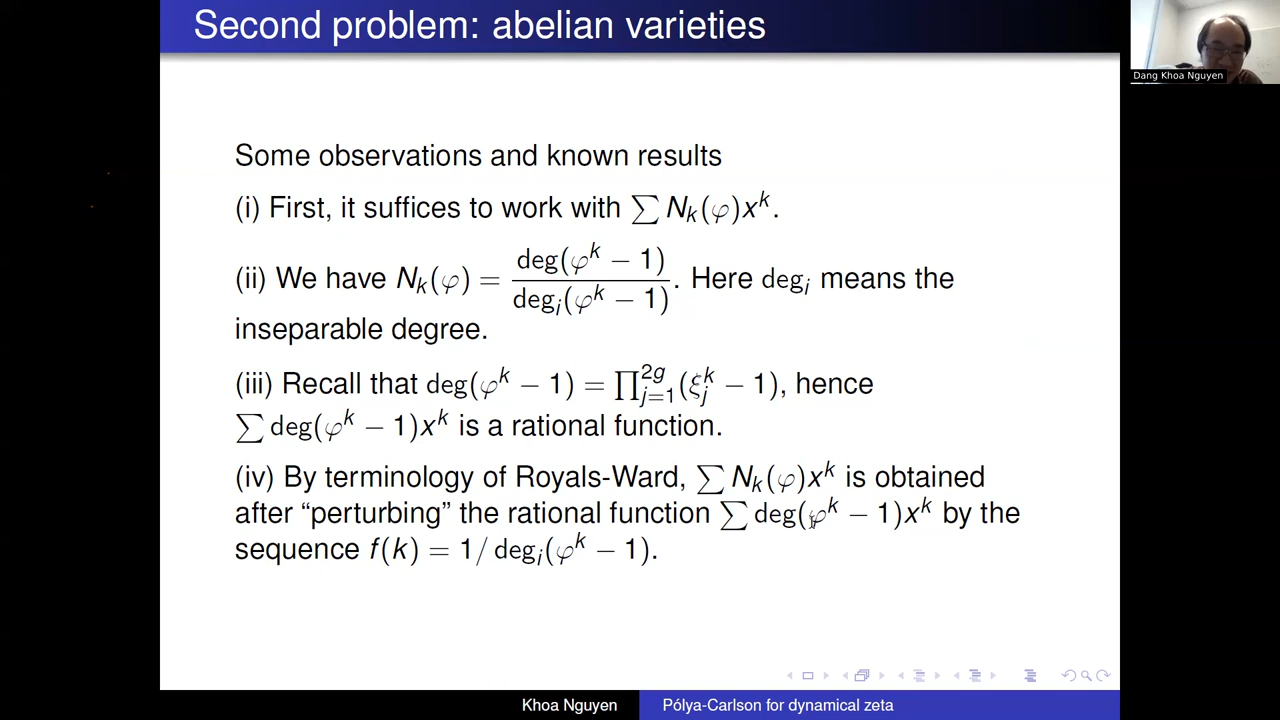 Second problem: abelian varieties
Dang Khoa Nguyen
Some observations and known results
(i) First, it suffices to work with ∑ N_k(φ)x^k.
(ii) We have N_k(φ) = deg(φ^k − 1) / deg_i(φ^k − 1). Here deg_i means the
inseparable degree.
(iii) Recall that deg(φ^k − 1) = ∏_{j=1}^{2g}(ξ_j^k − 1), hence
∑ deg(φ^k − 1)x^k is a rational function.
(iv) By terminology of Royals-Ward, ∑ N_k(φ)x^k is obtained
after “perturbing” the rational function ∑ deg(φ^k − 1)x^k by the
sequence f(k) = 1/ deg_i(φ^k − 1).
Khoa Nguyen
Pólya-Carlson for dynamical zeta